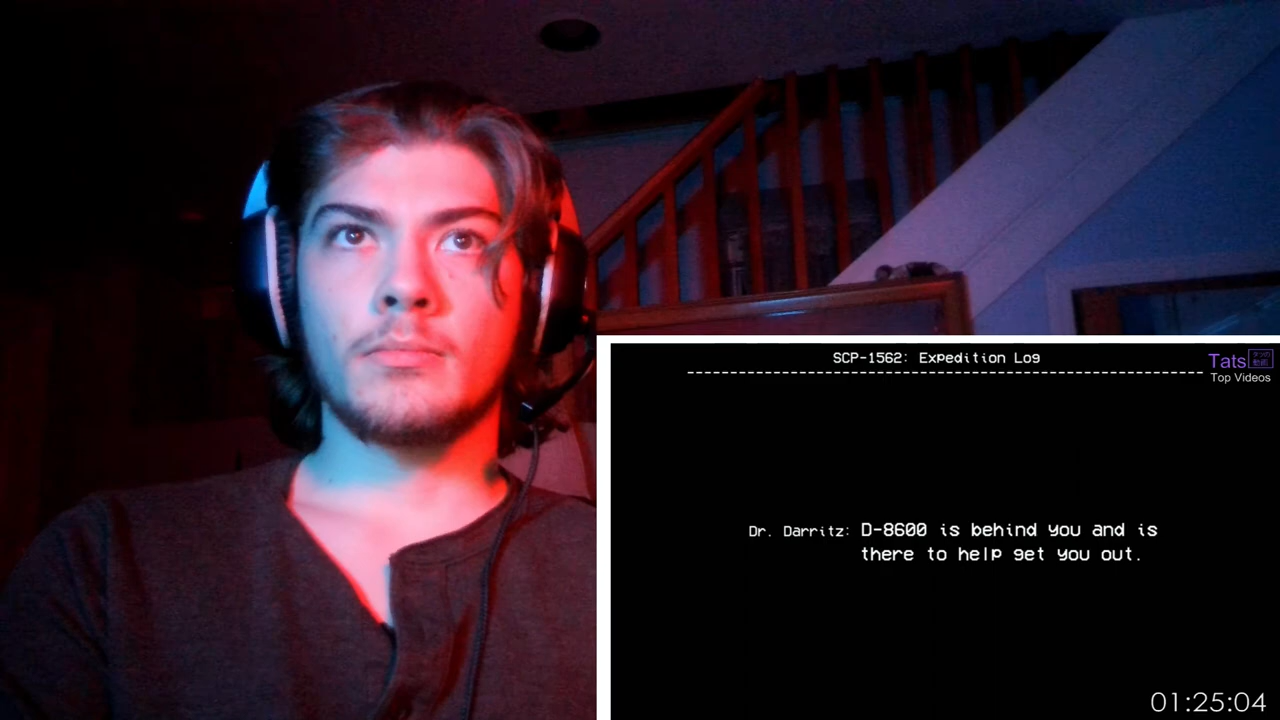 SCP-1562: Expedition Log
Tats
Top Videos
Dr. Darritz: D-8600 is behind you and is
there to help get you out.
01:25:04